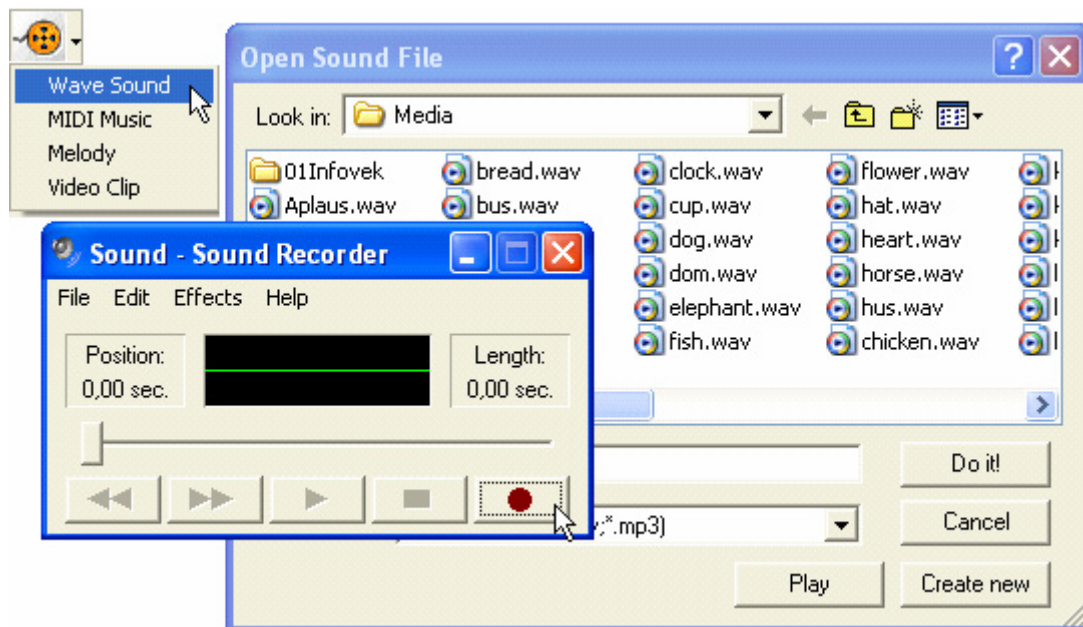 Wave Sound
MIDI Music
Melody
Video Clip
Open Sound File
Look in: Media
01Infovek bread.wav clock.wav flower.wav
Aplaus.wav bus.wav cup.wav hat.wav
dog.wav heart.wav
dom.wav horse.wav
elephant.wav hus.wav
fish.wav chicken.wav
Sound - Sound Recorder
File Edit Effects Help
Position: Length:
0,00 sec. 0,00 sec.
Do it!
;*.mp3) Cancel
Play Create new